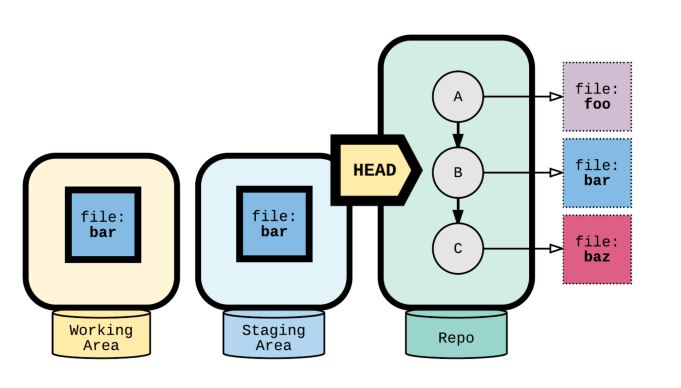 file:
bar
Working
Area
file:
bar
Staging
Area
HEAD
A
B
C
Repo
file:
foo
file:
bar
file:
baz